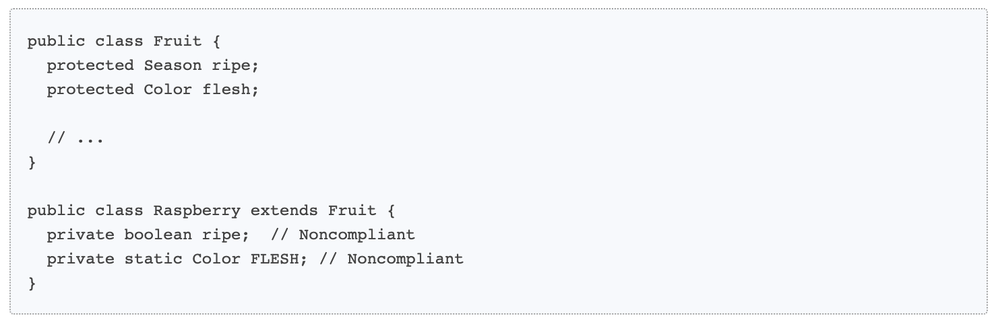 public class Fruit {
  protected Season ripe;
  protected Color flesh;

  // ...
}

public class Raspberry extends Fruit {
  private boolean ripe;  // Noncompliant
  private static Color FLESH; // Noncompliant
}